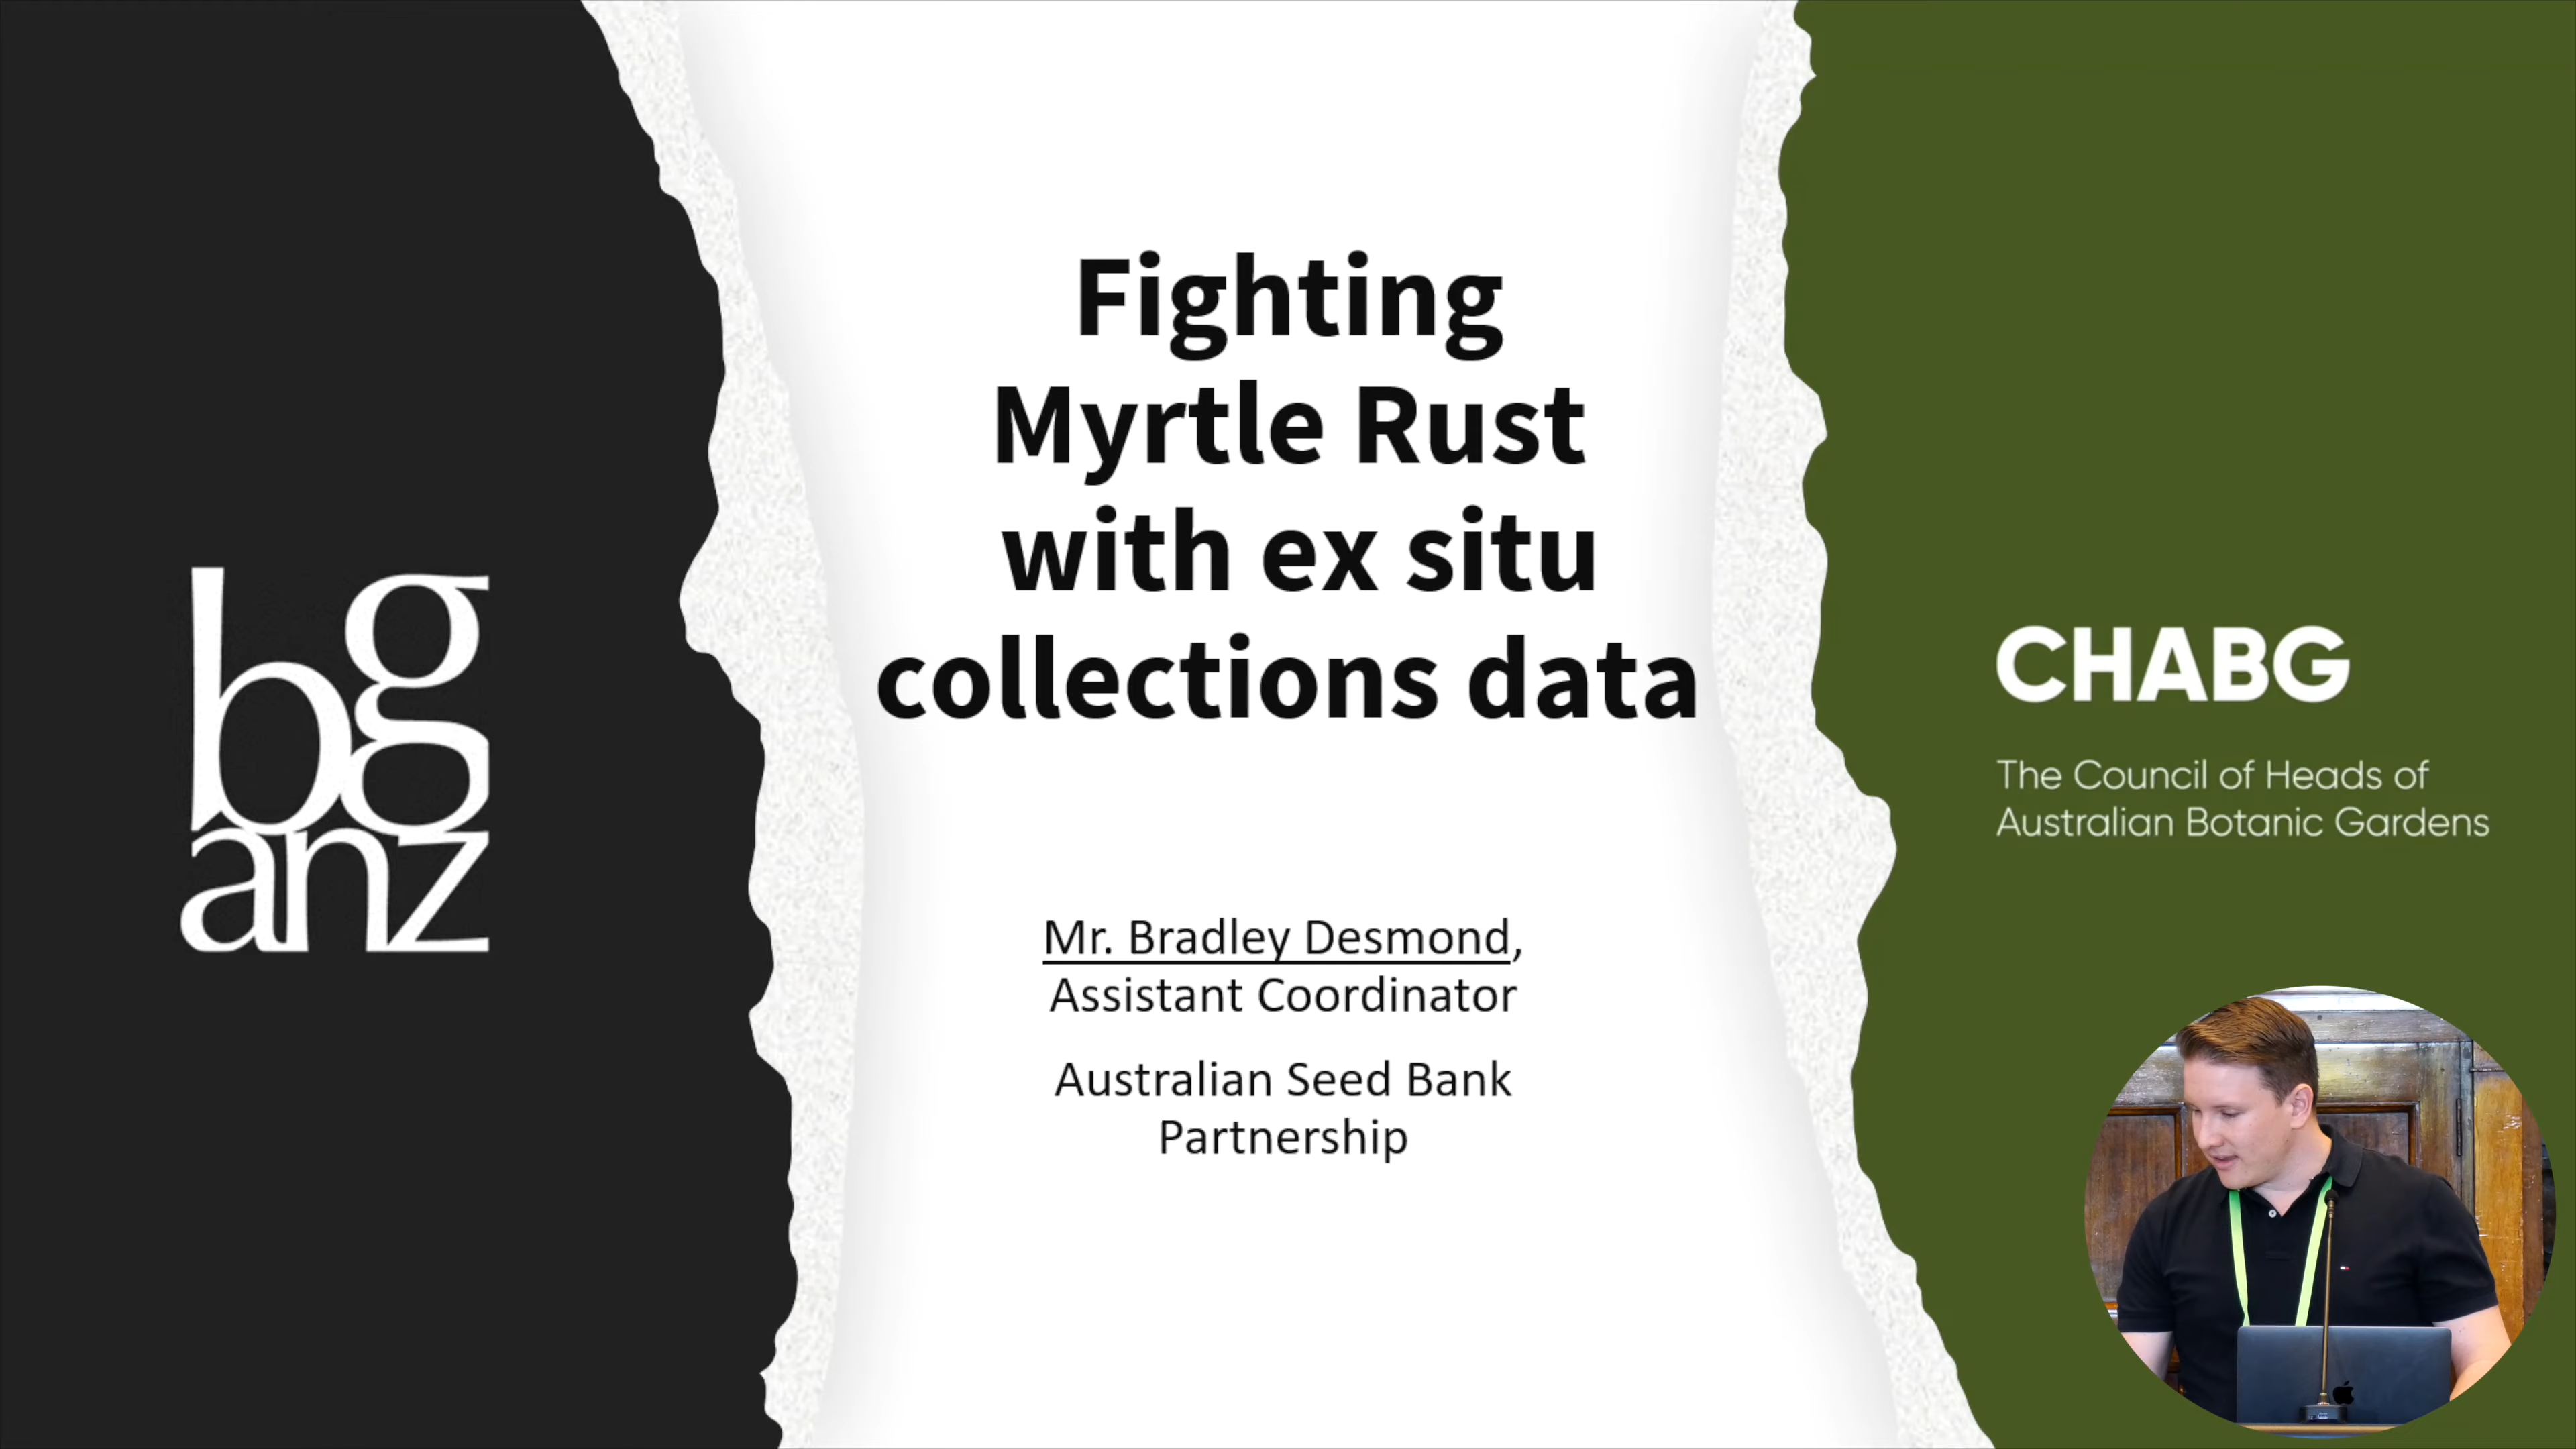 bg
bg
anz
Fighting
Myrtle Rust
with ex situ
collections data
Mr. Bradley Desmond,
Assistant Coordinator
Australian Seed Bank
Partnership
CHABG
The Council of Heads of
Australian Botanic Gardens